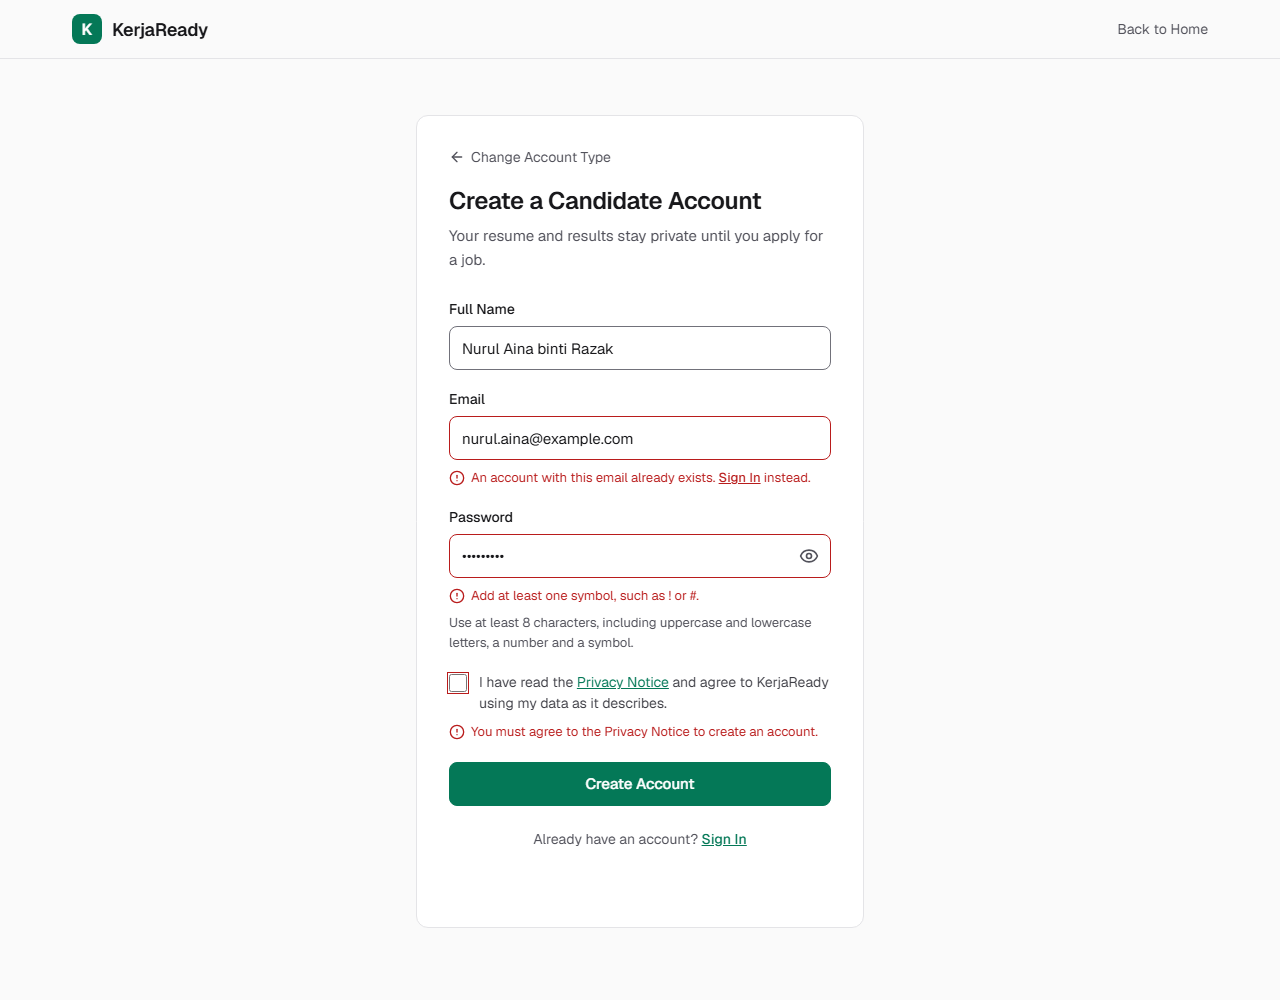 K KerjaReady
Back to Home
Change Account Type
Create a Candidate Account
Your resume and results stay private until you apply for
a job.
Full Name
Nurul Aina binti Razak
Email
nurul.aina@example.com
An account with this email already exists. Sign In instead.
Password
•••••••••
Add at least one symbol, such as ! or #.
Use at least 8 characters, including uppercase and lowercase
letters, a number and a symbol.
I have read the Privacy Notice and agree to KerjaReady
using my data as it describes.
You must agree to the Privacy Notice to create an account.
Create Account
Already have an account? Sign In